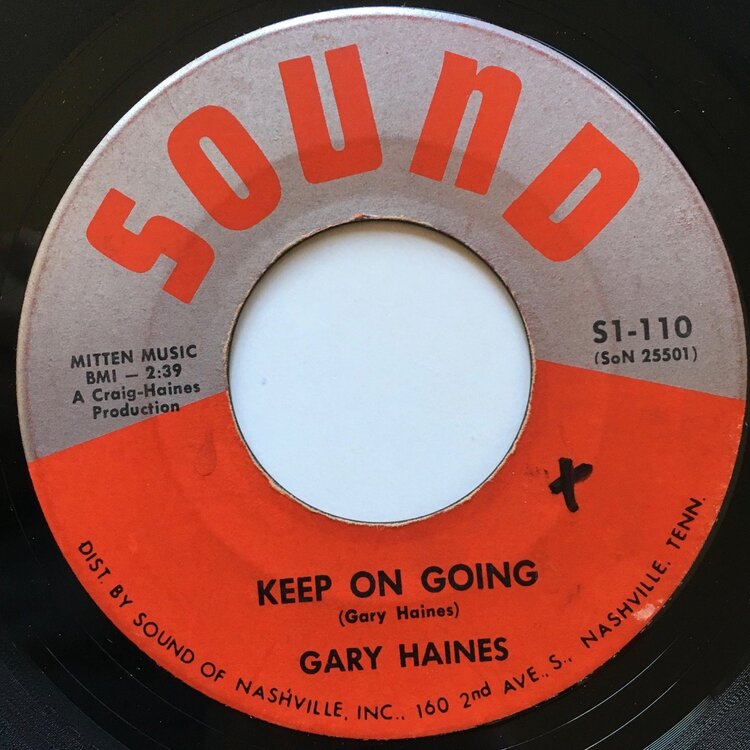 SOUND
MITTEN MUSIC
BMI — 2:39
A Craig-Haines
Production
S1-110
(SoN 25501)
KEEP ON GOING
(Gary Haines)
GARY HAINES
DIST. BY SOUND OF NASHVILLE, INC., 160 2nd AVE., S., NASHVILLE, TENN.